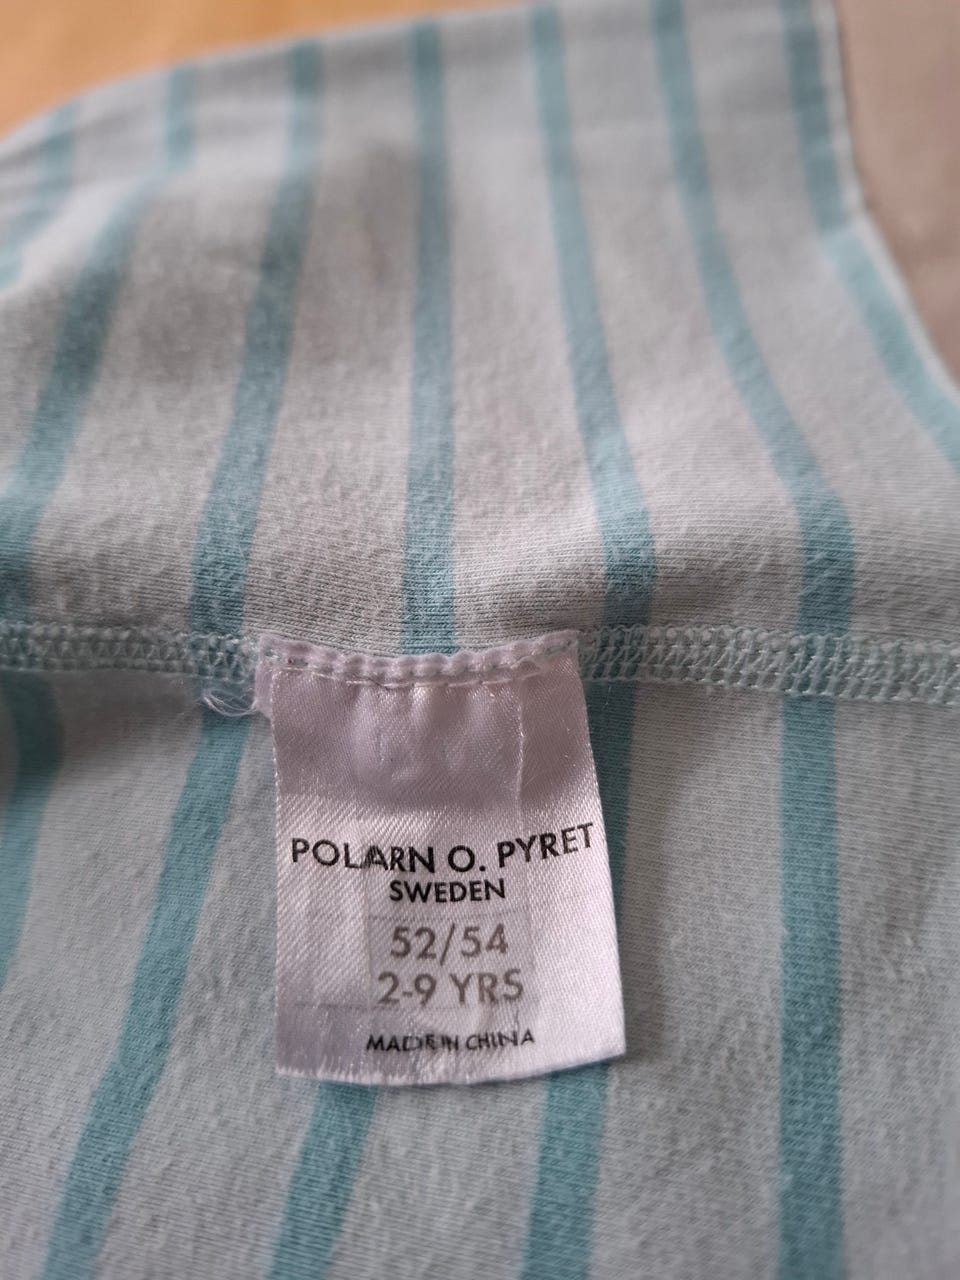 POLARN O. PYRET
SWEDEN
52/54
2-9 YRS
MADE IN CHINA